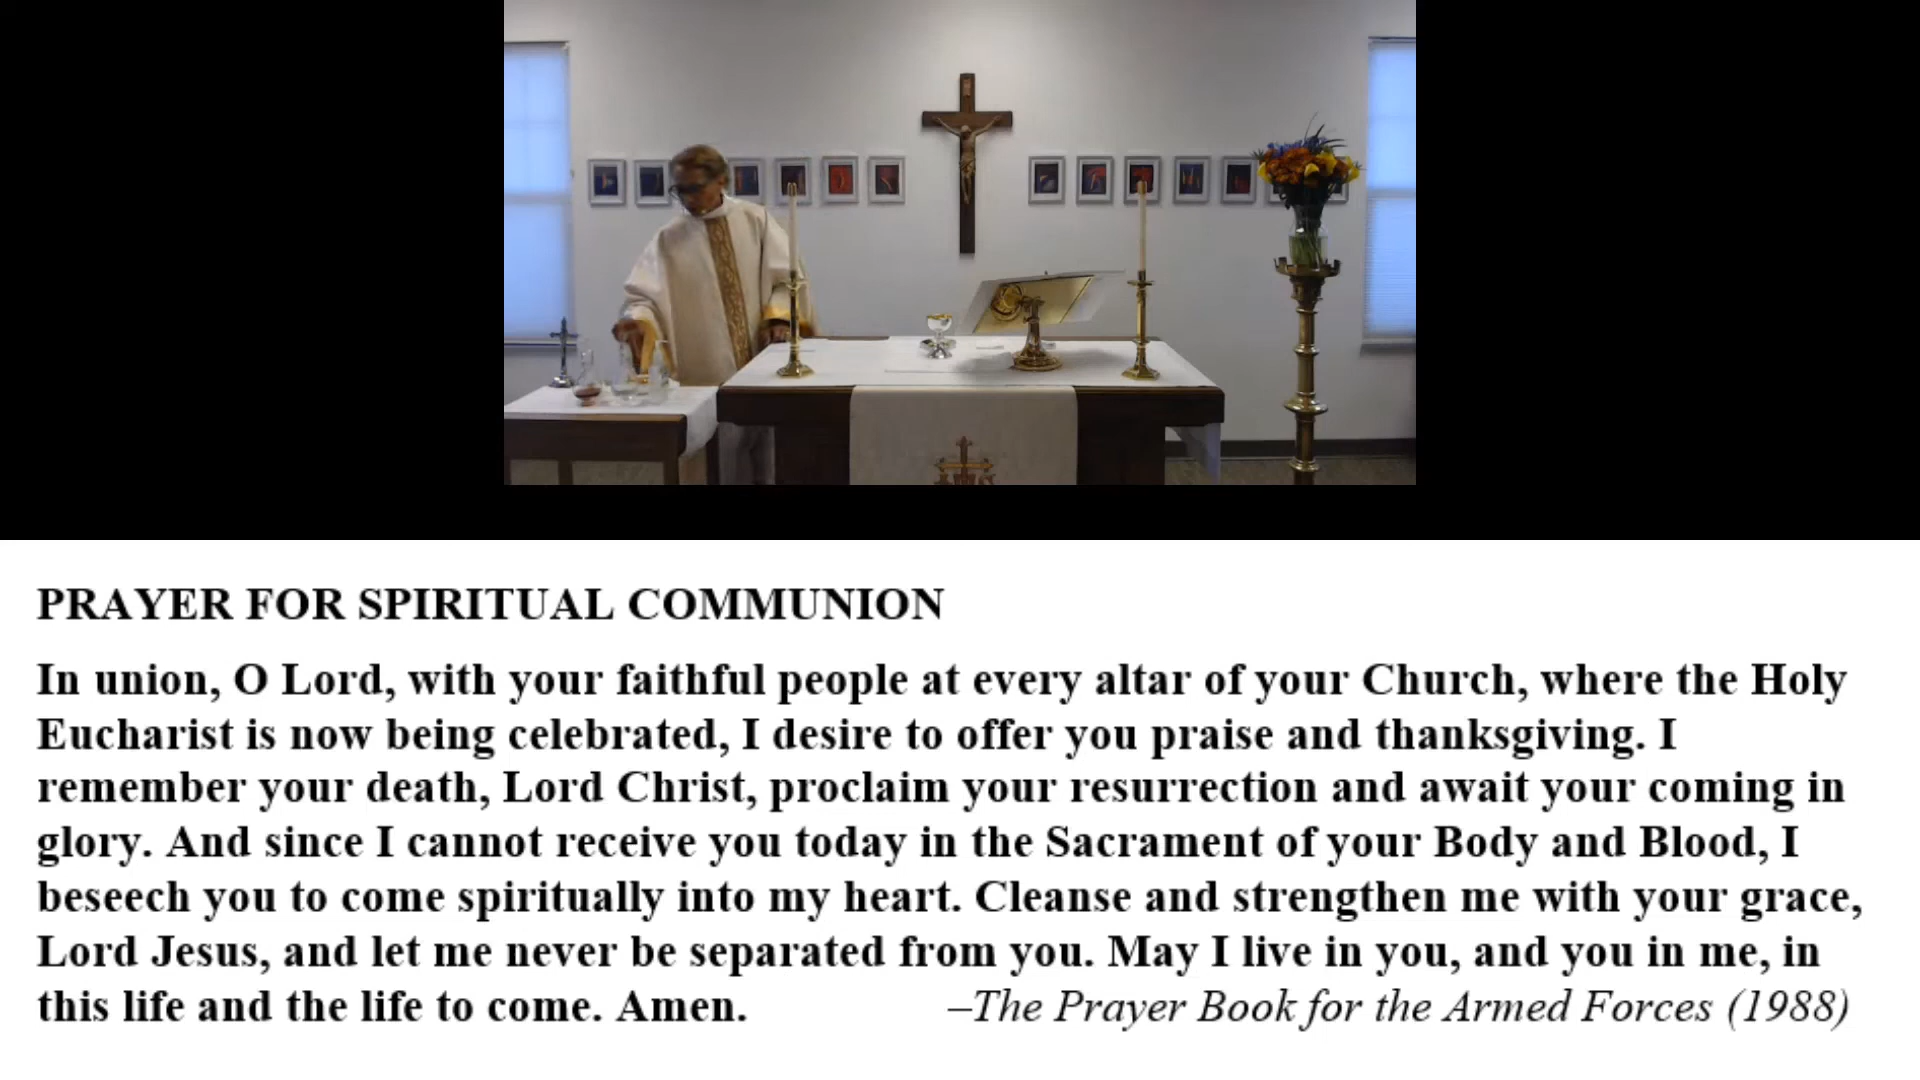 PRAYER FOR SPIRITUAL COMMUNION
In union, O Lord, with your faithful people at every altar of your Church, where the Holy
Eucharist is now being celebrated, I desire to offer you praise and thanksgiving. I
remember your death, Lord Christ, proclaim your resurrection and await your coming in
glory. And since I cannot receive you today in the Sacrament of your Body and Blood, I
beseech you to come spiritually into my heart. Cleanse and strengthen me with your grace,
Lord Jesus, and let me never be separated from you. May I live in you, and you in me, in
this life and the life to come. Amen. –The Prayer Book for the Armed Forces (1988)